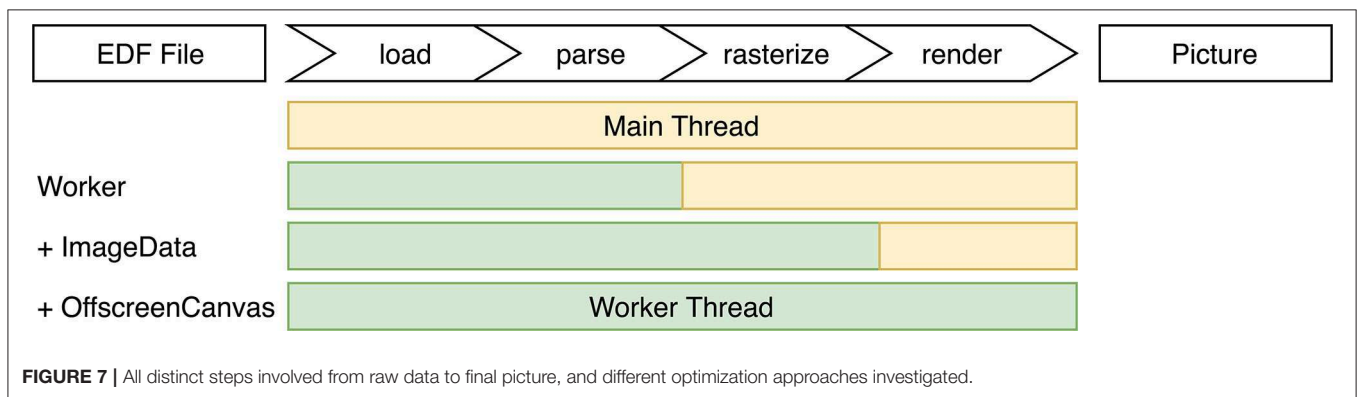 EDF File load parse rasterize render Picture
Main Thread
Worker
+ ImageData
+ OffscreenCanvas Worker Thread
FIGURE 7 | All distinct steps involved from raw data to final picture, and different optimization approaches investigated.